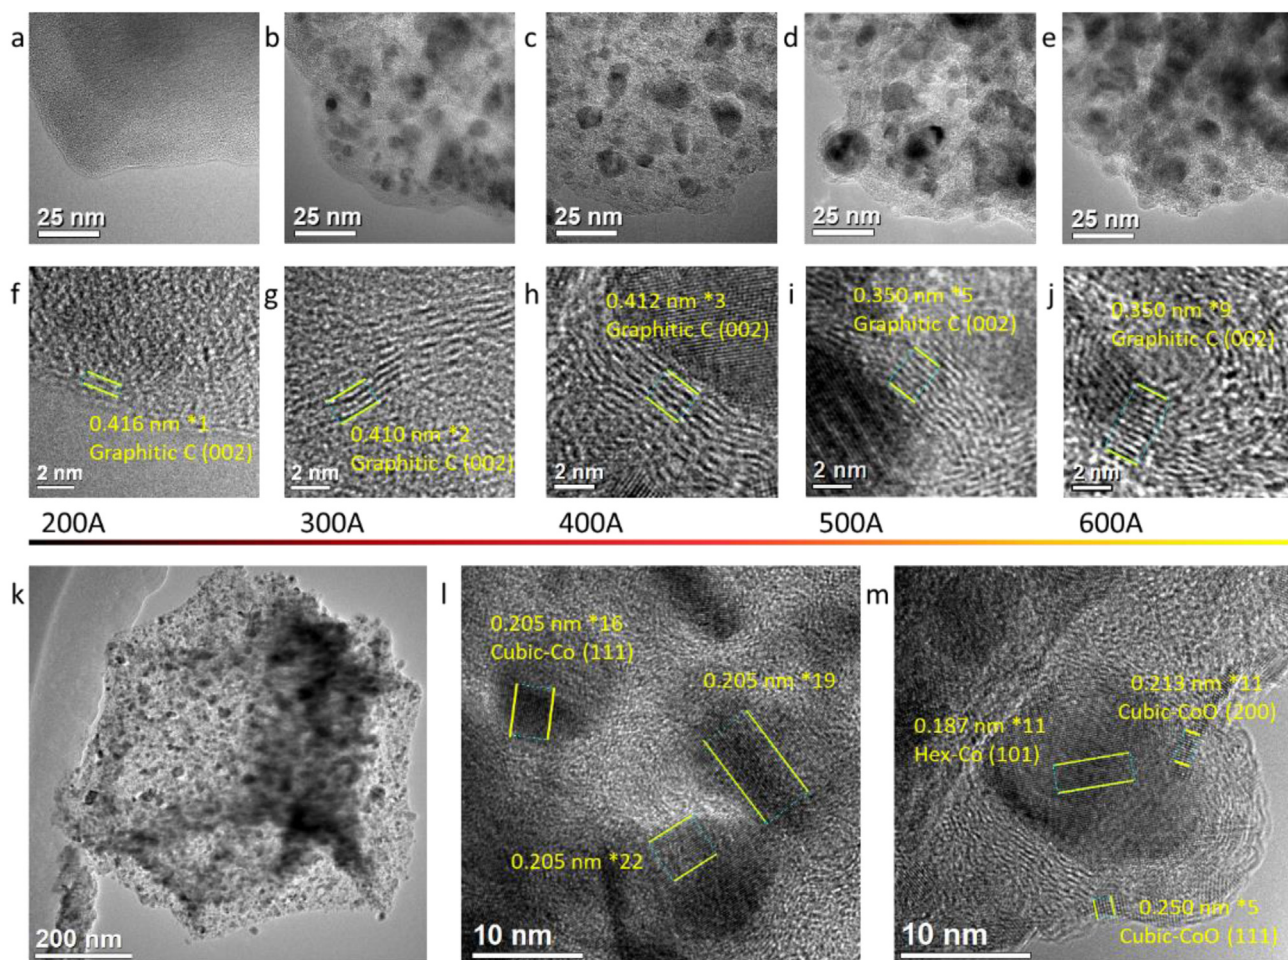 a
b
c
d
e
25 nm
25 nm
25 nm
25 nm
25 nm
f
g
h
i
j
0.416 nm *1
Graphitic C (002)
2 nm
0.410 nm *2
Graphitic C (002)
2 nm
0.412 nm *3
Graphitic C (002)
2 nm
0.350 nm *5
Graphitic C (002)
2 nm
0.350 nm *9
Graphitic C (002)
2 nm
200A
300A
400A
500A
600A
k
200 nm
l
0.205 nm *16
Cubic-Co (111)
0.205 nm *19
0.205 nm *22
10 nm
m
0.213 nm *11
Cubic-CoO (200)
0.187 nm *11
Hex-Co (101)
0.250 nm *5
Cubic-CoO (111)
10 nm